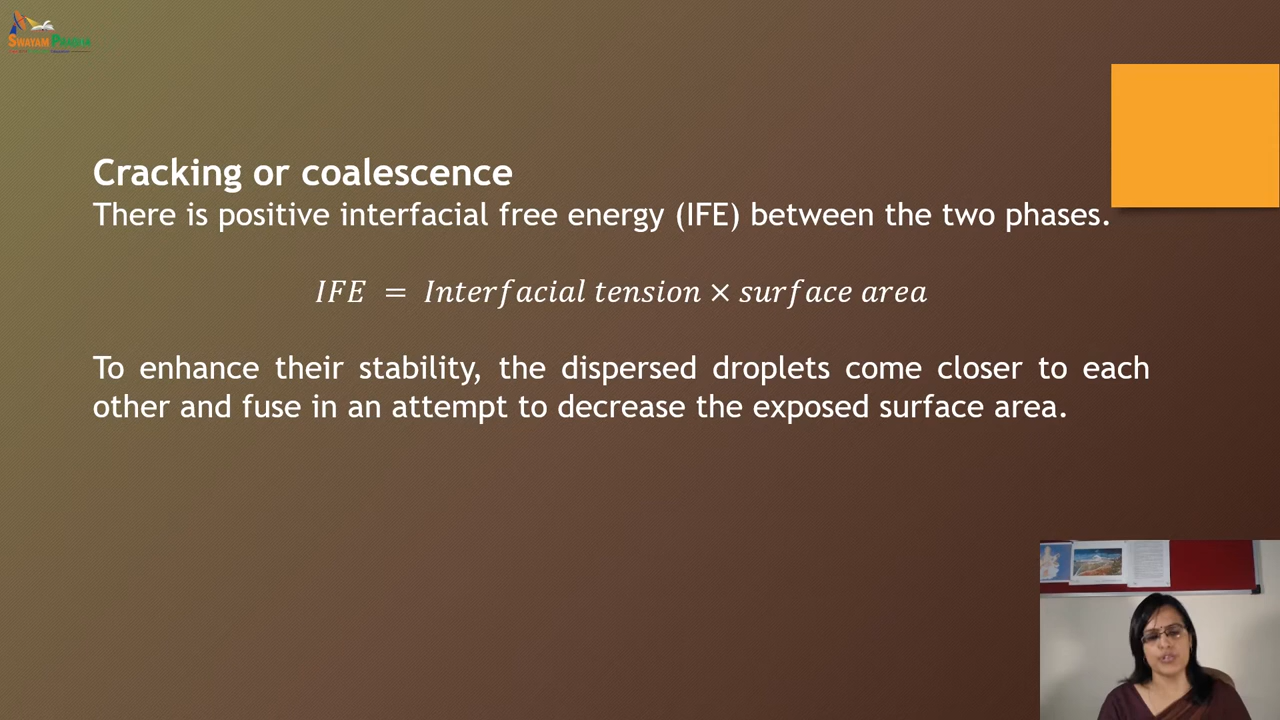 SWAYAM PRABHA
Cracking or coalescence
There is positive interfacial free energy (IFE) between the two phases.
IFE = Interfacial tension × surface area
To enhance their stability, the dispersed droplets come closer to each
other and fuse in an attempt to decrease the exposed surface area.